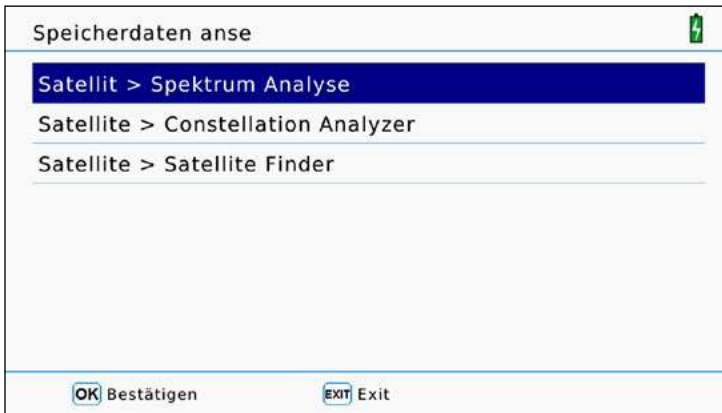 Speicherdaten anse
Satellit > Spektrum Analyse
Satellite > Constellation Analyzer
Satellite > Satellite Finder
OK Bestätigen EXIT Exit